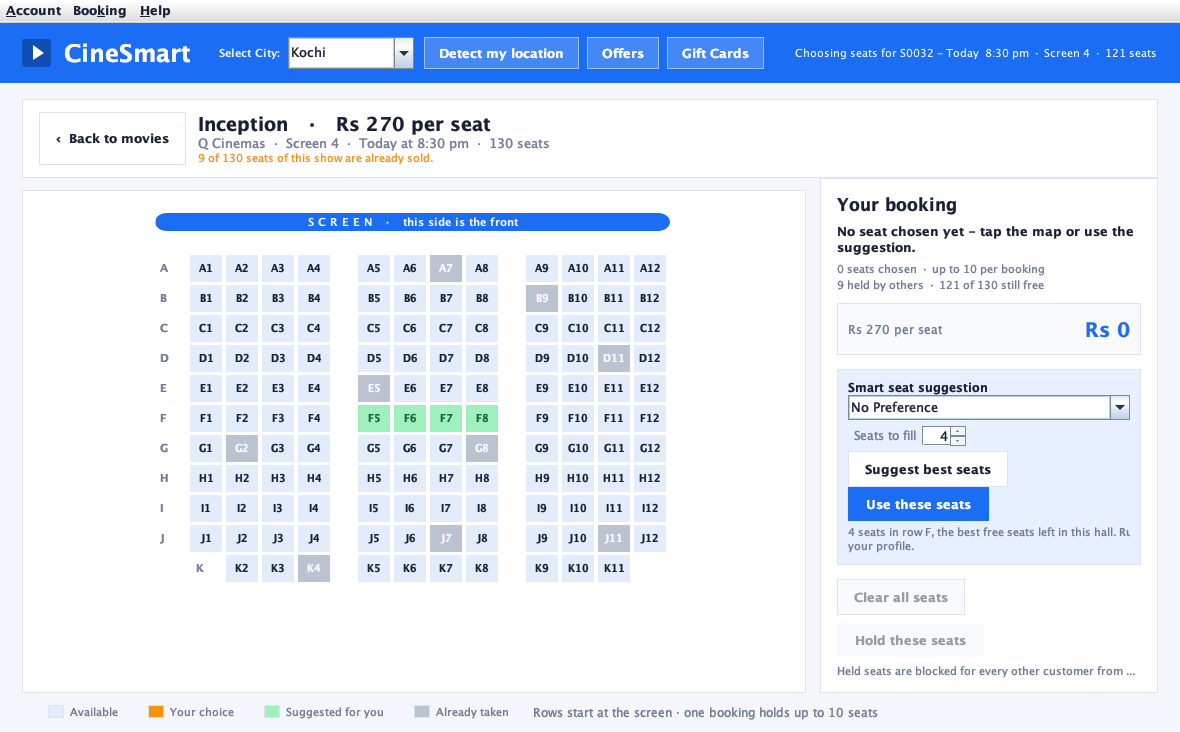 Account Booking Help
CineSmart Select City: Kochi Detect my location Offers Gift Cards Choosing seats for S0032 – Today 8:30 pm · Screen 4 · 121 seats
‹ Back to movies
Inception · Rs 270 per seat
Q Cinemas · Screen 4 · Today at 8:30 pm · 130 seats
9 of 130 seats of this show are already sold.
SCREEN · this side is the front
A A1 A2 A3 A4 A5 A6 A7 A8 A9 A10 A11 A12
B B1 B2 B3 B4 B5 B6 B7 B8 B9 B10 B11 B12
C C1 C2 C3 C4 C5 C6 C7 C8 C9 C10 C11 C12
D D1 D2 D3 D4 D5 D6 D7 D8 D9 D10 D11 D12
E E1 E2 E3 E4 E5 E6 E7 E8 E9 E10 E11 E12
F F1 F2 F3 F4 F5 F6 F7 F8 F9 F10 F11 F12
G G1 G2 G3 G4 G5 G6 G7 G8 G9 G10 G11 G12
H H1 H2 H3 H4 H5 H6 H7 H8 H9 H10 H11 H12
I I1 I2 I3 I4 I5 I6 I7 I8 I9 I10 I11 I12
J J1 J2 J3 J4 J5 J6 J7 J8 J9 J10 J11 J12
K K2 K3 K4 K5 K6 K7 K8 K9 K10 K11
Your booking
No seat chosen yet – tap the map or use the
suggestion.
0 seats chosen · up to 10 per booking
9 held by others · 121 of 130 still free
Rs 270 per seat Rs 0
Smart seat suggestion
No Preference
Seats to fill 4
Suggest best seats
Use these seats
4 seats in row F, the best free seats left in this hall.
your profile.
Clear all seats
Hold these seats
Held seats are blocked for every other customer from ...
Available Your choice Suggested for you Already taken Rows start at the screen · one booking holds up to 10 seats